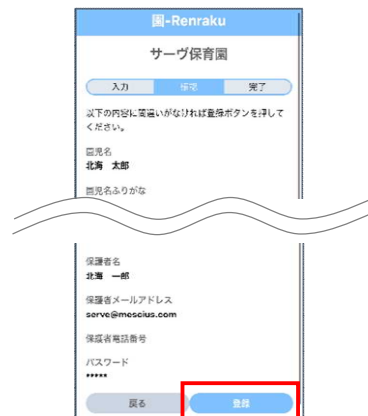 園-Renraku
サーヴ保育園
入力 確認 完了
以下の内容に間違いがなければ登録ボタンを押して
ください。
園児名
北海 太郎
園児名ふりがな
保護者名
北海 一郎
保護者メールアドレス
serve@mescius.com
保護者電話番号
パスワード
*****
戻る 登録